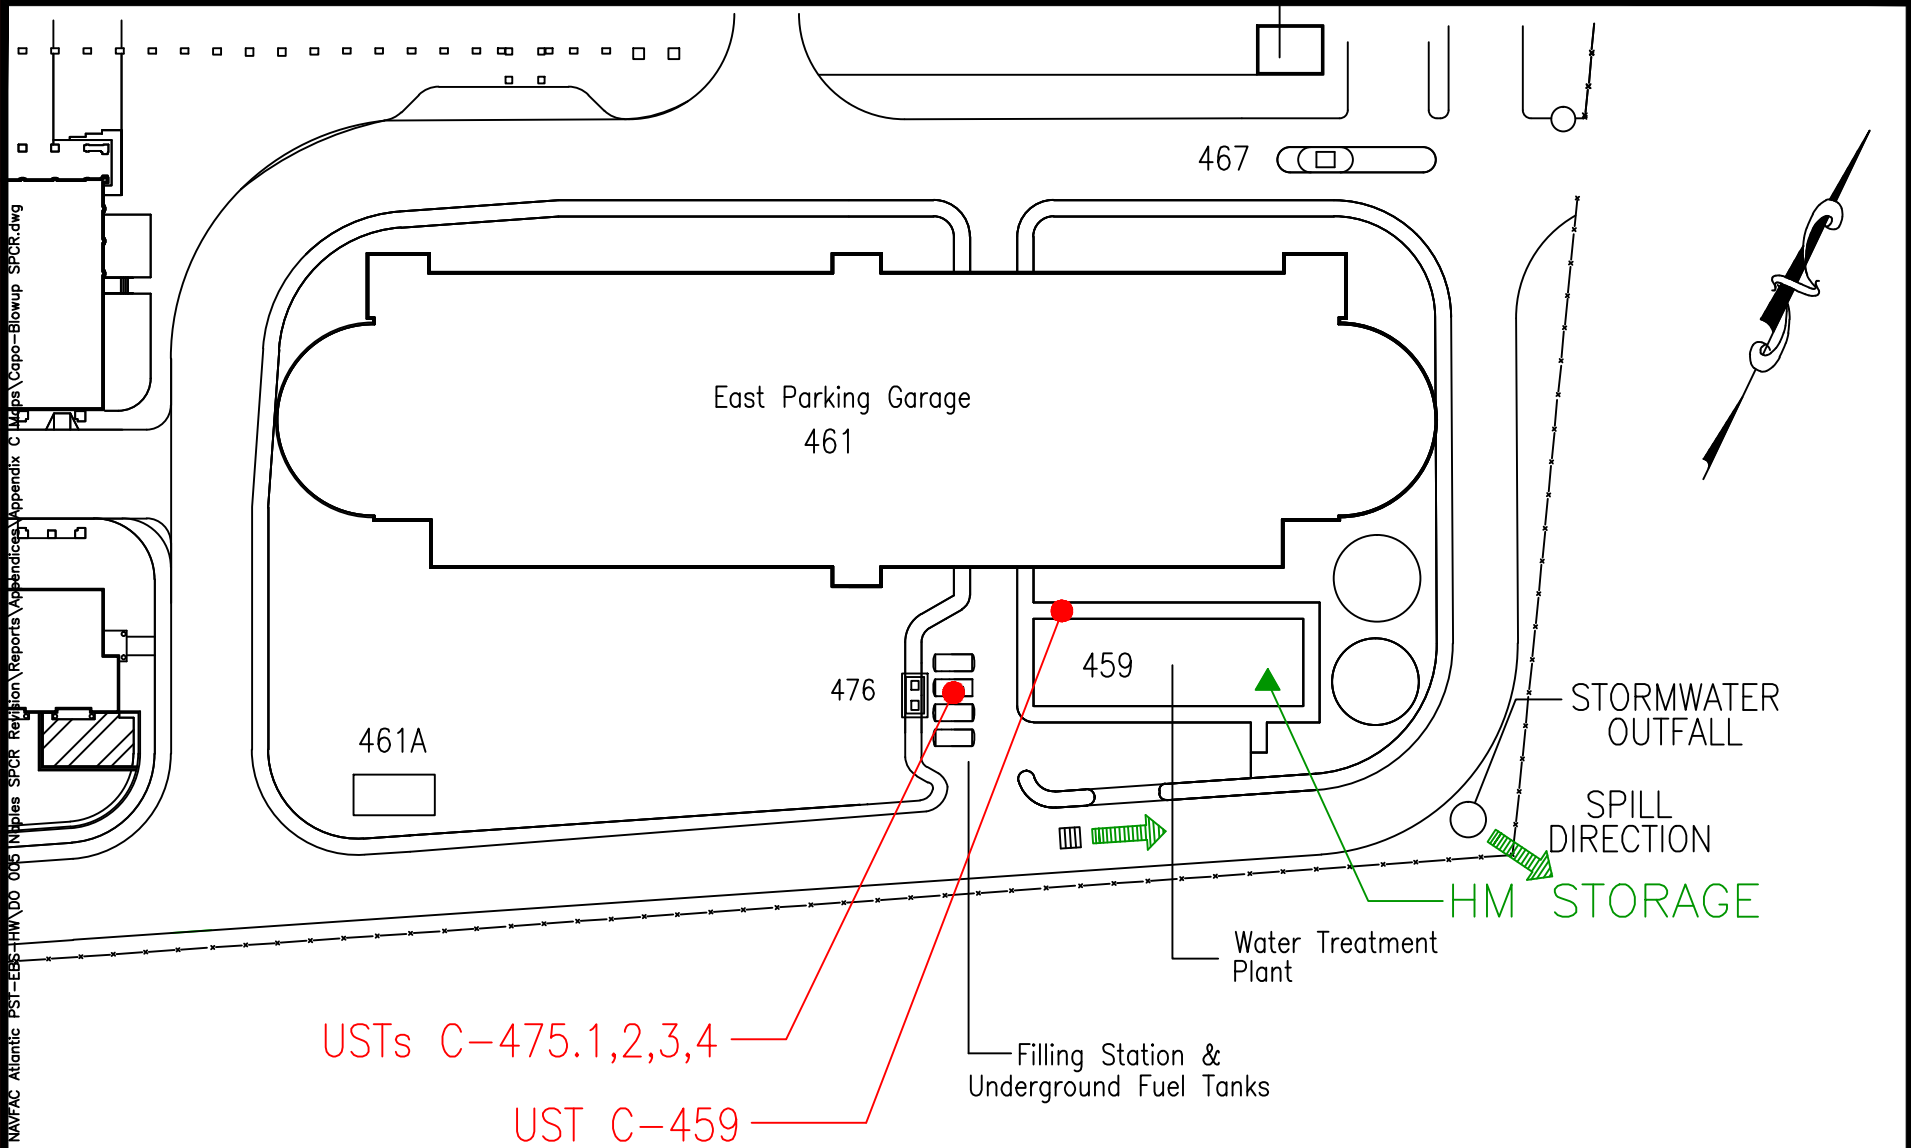 467
East Parking Garage
461
459
476
461A
STORMWATER
OUTFALL
SPILL
DIRECTION
HM STORAGE
Water Treatment
Plant
USTs C-475.1,2,3,4
Filling Station &
Underground Fuel Tanks
UST C-459
NAVFAC Atlantic PST-EBS-HW\DO 005 Naples SPCR Revision\Reports\Appendices\Appendix C Maps\Capo-Blowup SPCR.dwg